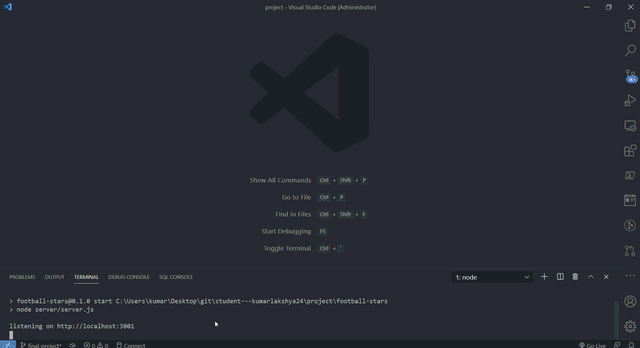 project - Visual Studio Code [Administrator]
Show All Commands Ctrl + Shift + P
Go to File Ctrl + P
Find in Files Ctrl + Shift + F
Start Debugging F5
Toggle Terminal Ctrl + `
PROBLEMS OUTPUT TERMINAL DEBUG CONSOLE SQL CONSOLE 1: node
> football-stars@0.1.0 start C:\Users\kumar\Desktop\git\student---kumarlakshya24\project\football-stars
> node server/server.js
listening on http://localhost:3001
final-project* 0 0 Connect Go Live